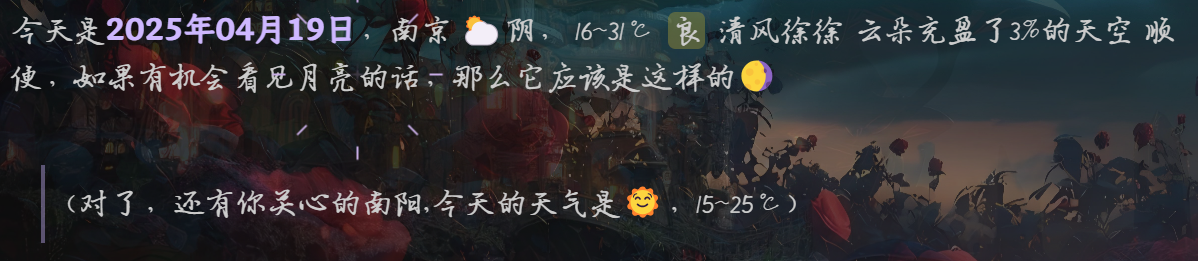 今天是2025年04月19日，南京 阴， 16~31℃ 良 清风徐徐 云朵充盈了3%的天空 顺
便，如果有机会看见月亮的话，那么它应该是这样的
（对了，还有你关心的南阳,今天的天气是 ，15~25℃）